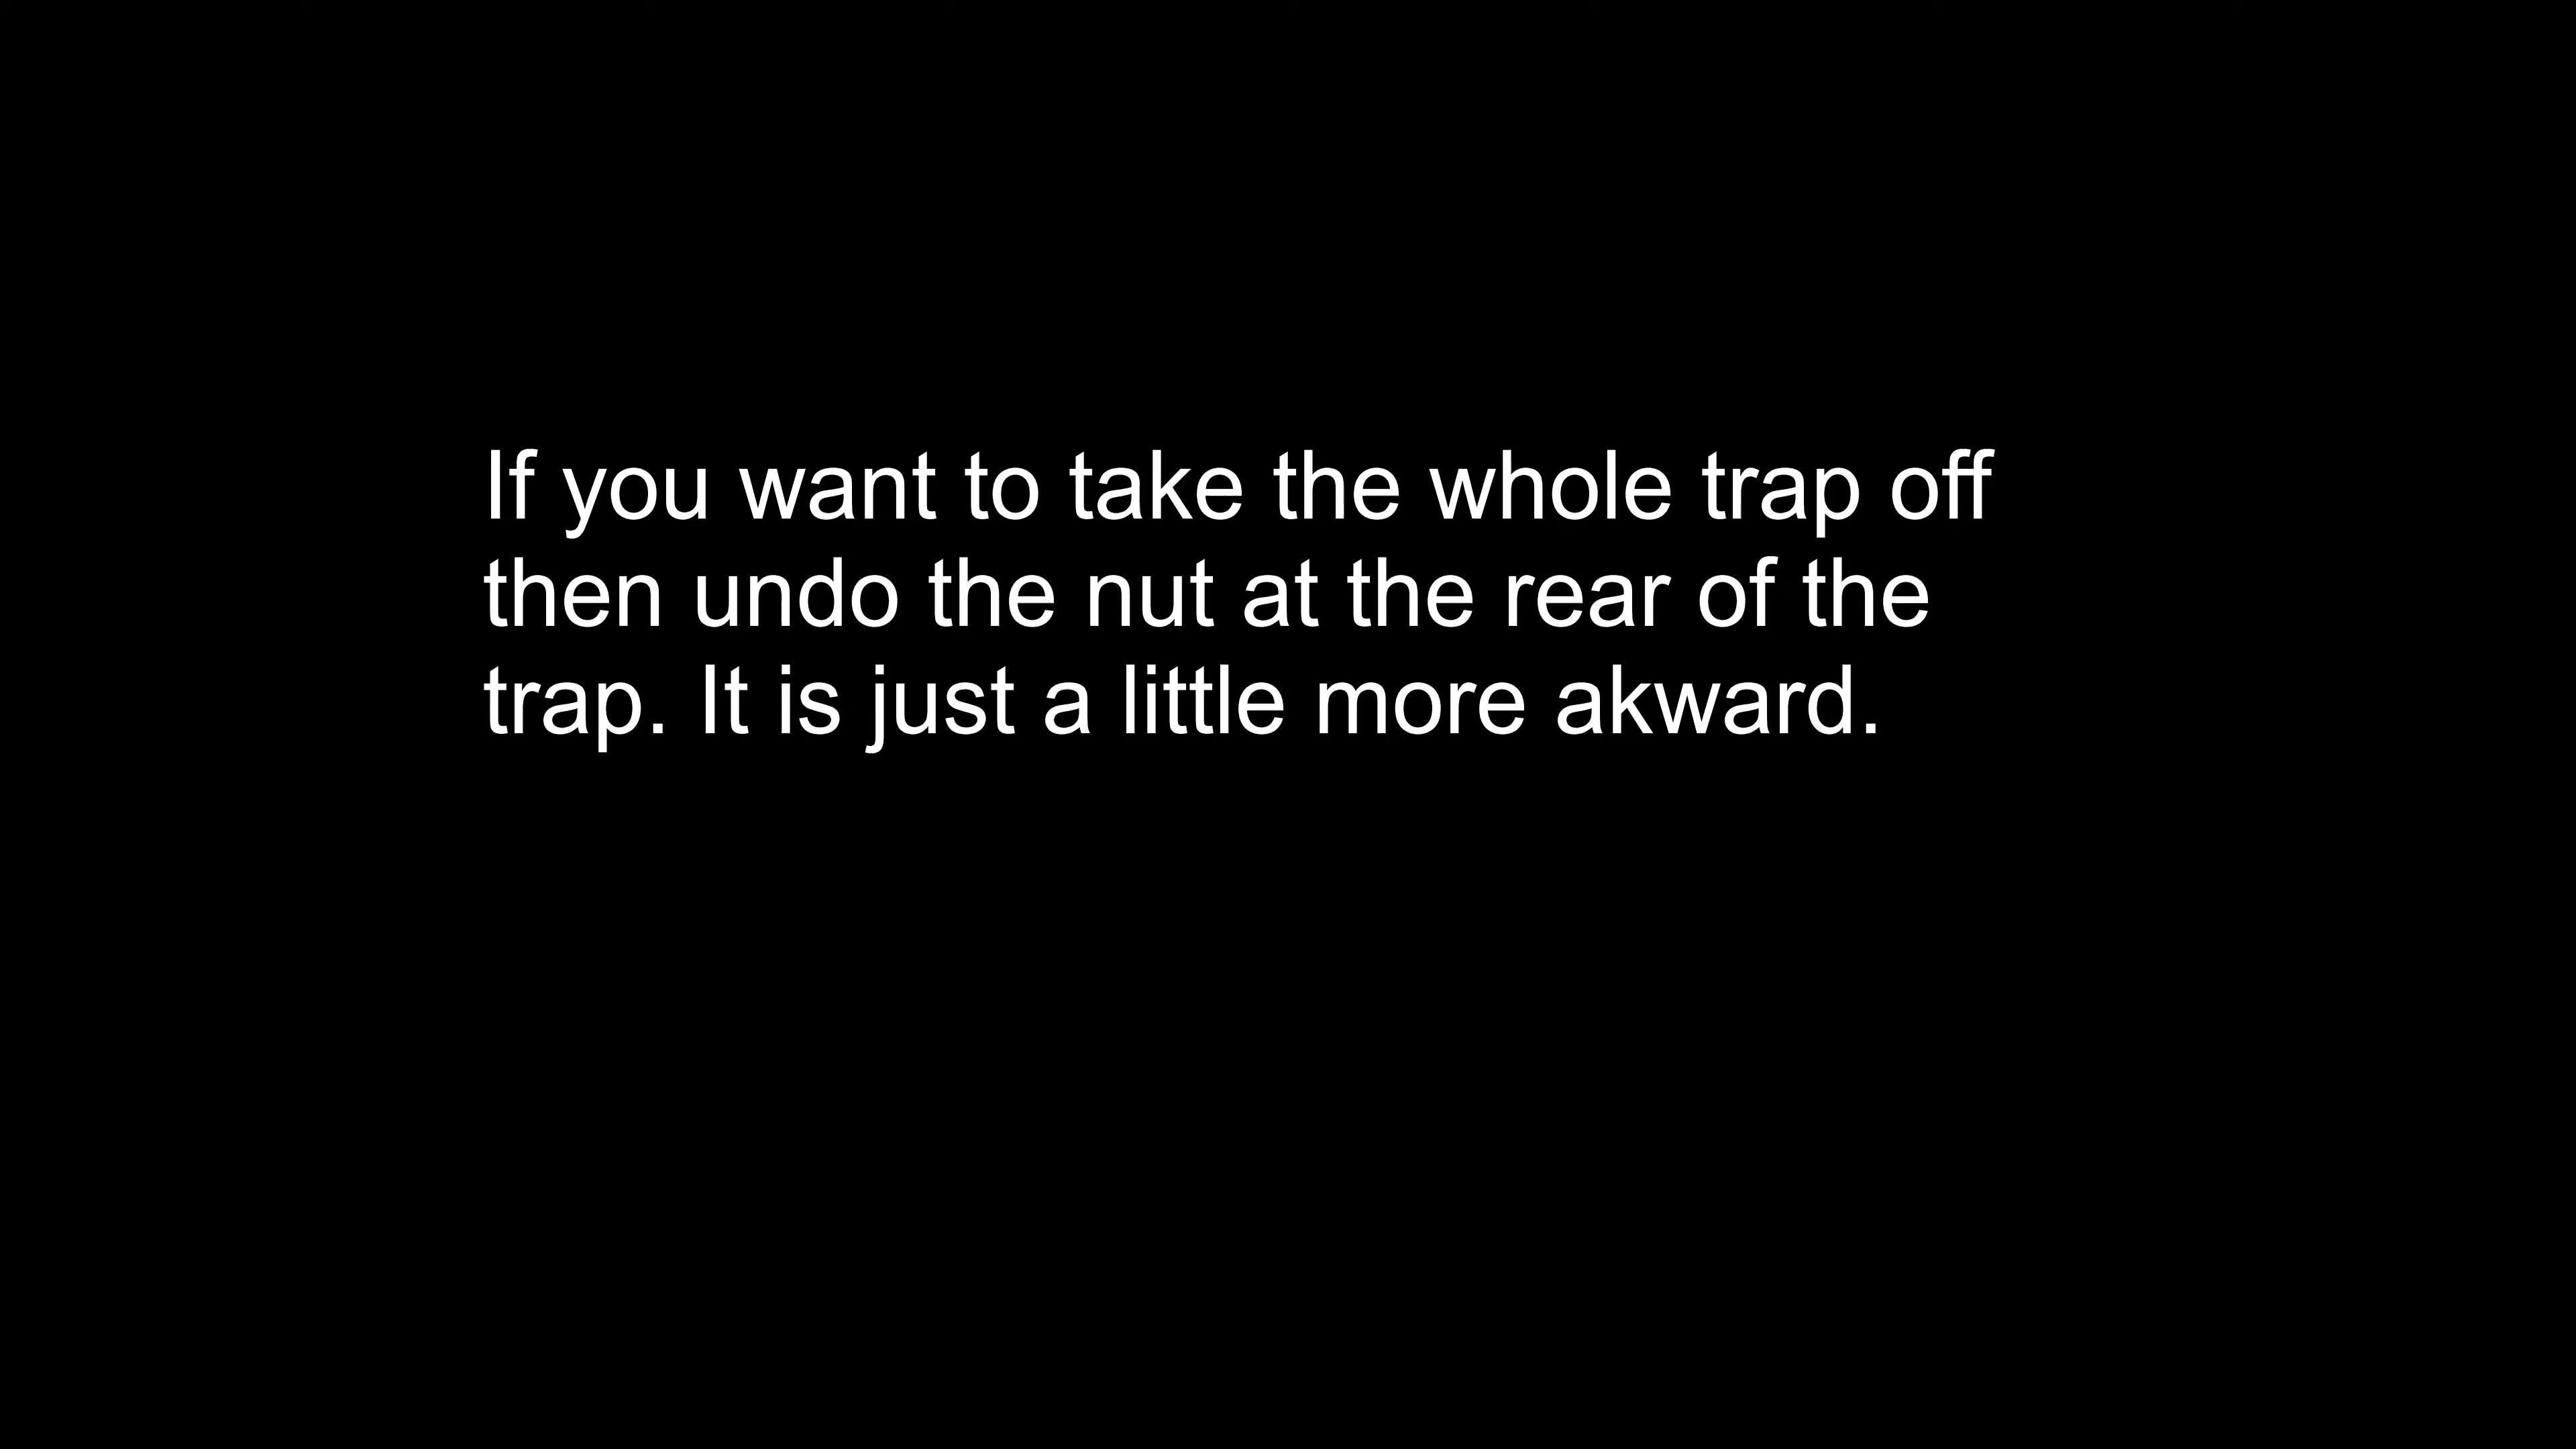 If you want to take the whole trap off
then undo the nut at the rear of the
trap. It is just a little more akward.